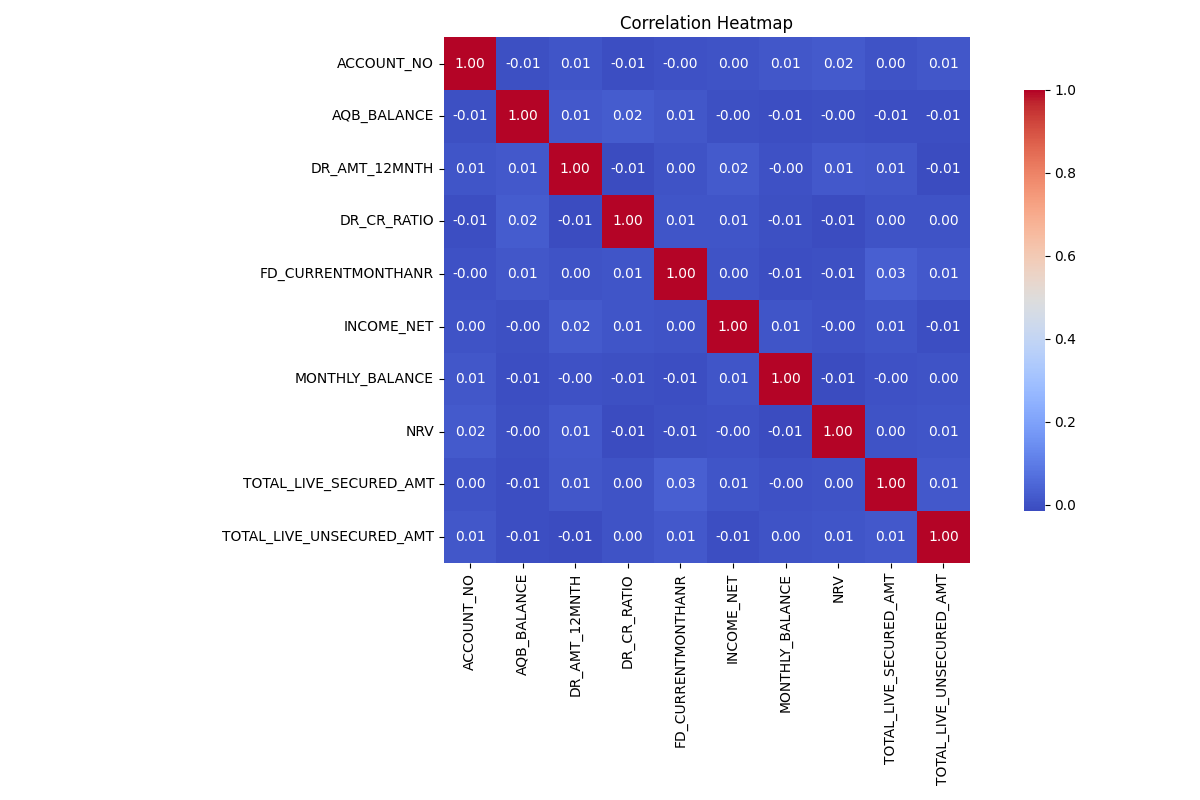 Correlation Heatmap
ACCOUNT_NO 1.00 -0.01 0.01 -0.01 -0.00 0.00 0.01 0.02 0.00 0.01
AQB_BALANCE -0.01 1.00 0.01 0.02 0.01 -0.00 -0.01 -0.00 -0.01 -0.01
DR_AMT_12MNTH 0.01 0.01 1.00 -0.01 0.00 0.02 -0.00 0.01 0.01 -0.01
DR_CR_RATIO -0.01 0.02 -0.01 1.00 0.01 0.01 -0.01 -0.01 0.00 0.00
FD_CURRENTMONTHANR -0.00 0.01 0.00 0.01 1.00 0.00 -0.01 -0.01 0.03 0.01
INCOME_NET 0.00 -0.00 0.02 0.01 0.00 1.00 0.01 -0.00 0.01 -0.01
MONTHLY_BALANCE 0.01 -0.01 -0.00 -0.01 -0.01 0.01 1.00 -0.01 -0.00 0.00
NRV 0.02 -0.00 0.01 -0.01 -0.01 -0.00 -0.01 1.00 0.00 0.01
TOTAL_LIVE_SECURED_AMT 0.00 -0.01 0.01 0.00 0.03 0.01 -0.00 0.00 1.00 0.01
TOTAL_LIVE_UNSECURED_AMT 0.01 -0.01 -0.01 0.00 0.01 -0.01 0.00 0.01 0.01 1.00
ACCOUNT_NO
AQB_BALANCE
DR_AMT_12MNTH
DR_CR_RATIO
FD_CURRENTMONTHANR
INCOME_NET
MONTHLY_BALANCE
NRV
TOTAL_LIVE_SECURED_AMT
TOTAL_LIVE_UNSECURED_AMT
1.0
0.8
0.6
0.4
0.2
0.0